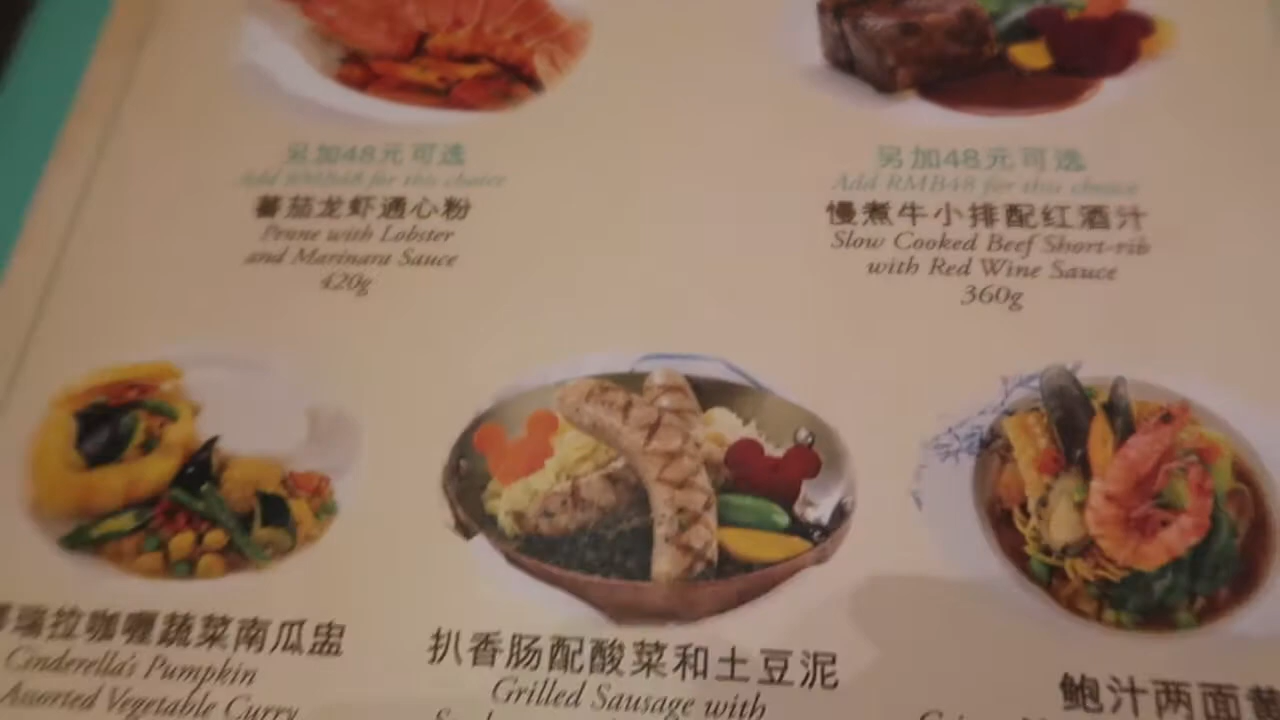 另加48元可选
Add RMB48 for this choice
蕃茄龙虾通心粉
Penne with Lobster
and Marinara Sauce
420g
另加48元可选
Add RMB48 for this choice
慢煮牛小排配红酒汁
Slow Cooked Beef Short-rib
with Red Wine Sauce
360g
瑞拉咖喱蔬菜南瓜盅
Cinderella's Pumpkin
Assorted Vegetable Curry
扒香肠配酸菜和土豆泥
Grilled Sausage with
鲍汁两面黄